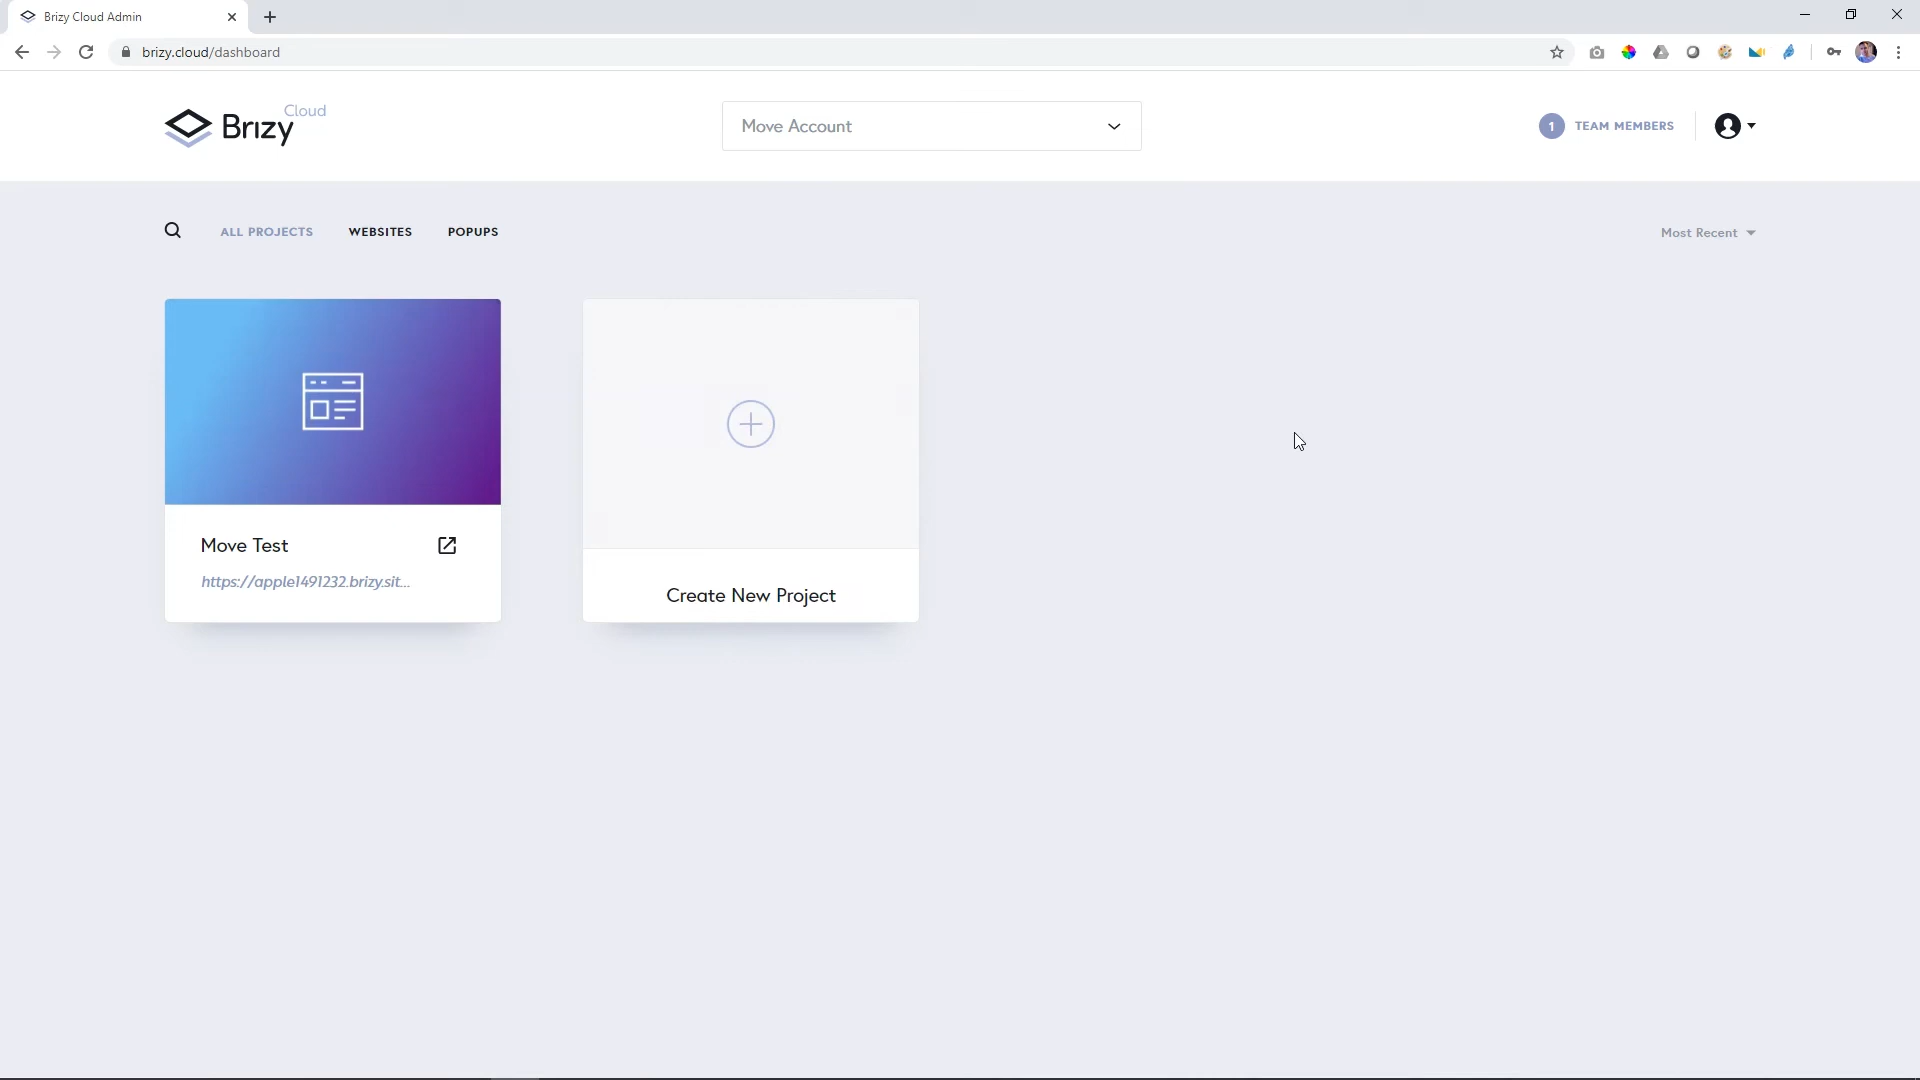 Brizy Cloud Admin
brizy.cloud/dashboard
Brizy Cloud
Move Account
1 TEAM MEMBERS
ALL PROJECTS WEBSITES POPUPS
Most Recent
Move Test
https://apple1491232.brizy.sit...
Create New Project